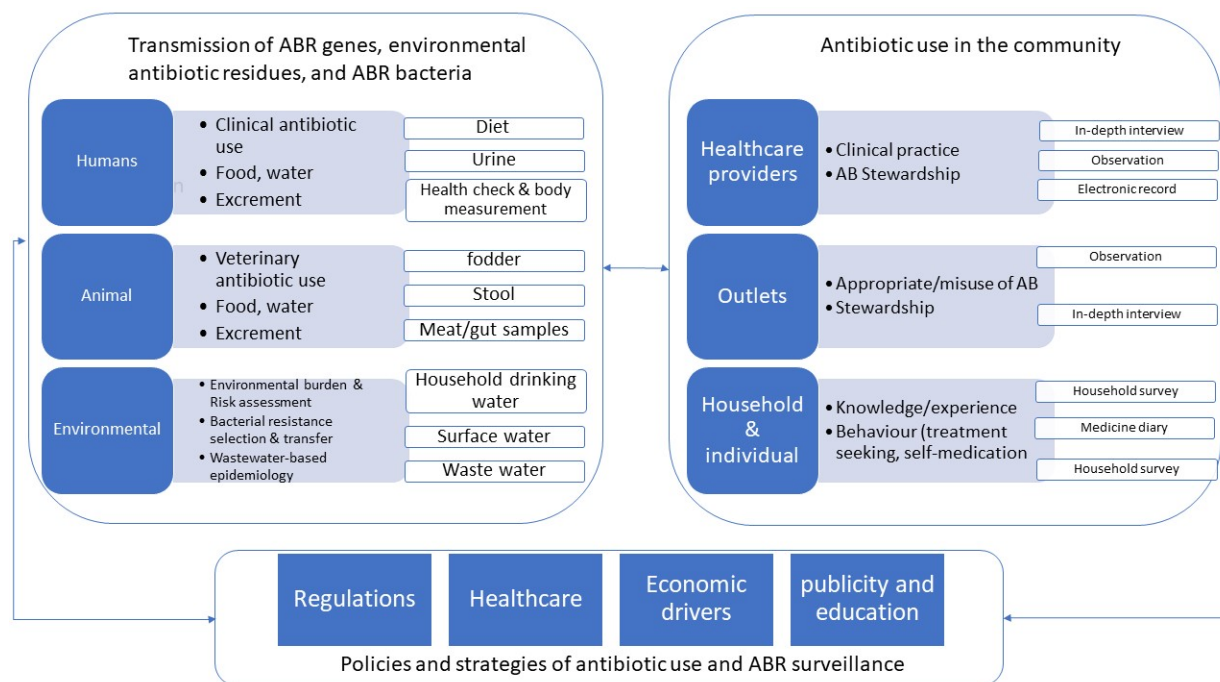 Transmission of ABR genes, environmental
antibiotic residues, and ABR bacteria
Humans
• Clinical antibiotic
use
• Food, water
• Excrement
Diet
Urine
Health check & body
measurement
Animal
• Veterinary
antibiotic use
• Food, water
• Excrement
fodder
Stool
Meat/gut samples
Environmental
• Environmental burden &
Risk assessment
• Bacterial resistance
selection & transfer
• Wastewater-based
epidemiology
Household drinking
water
Surface water
Waste water
Antibiotic use in the community
Healthcare
providers
• Clinical practice
• AB Stewardship
In-depth interview
Observation
Electronic record
Outlets
• Appropriate/misuse of AB
• Stewardship
Observation
In-depth interview
Household
&
individual
• Knowledge/experience
• Behaviour (treatment
seeking, self-medication
Household survey
Medicine diary
Household survey
Regulations
Healthcare
Economic
drivers
publicity and
education
Policies and strategies of antibiotic use and ABR surveillance